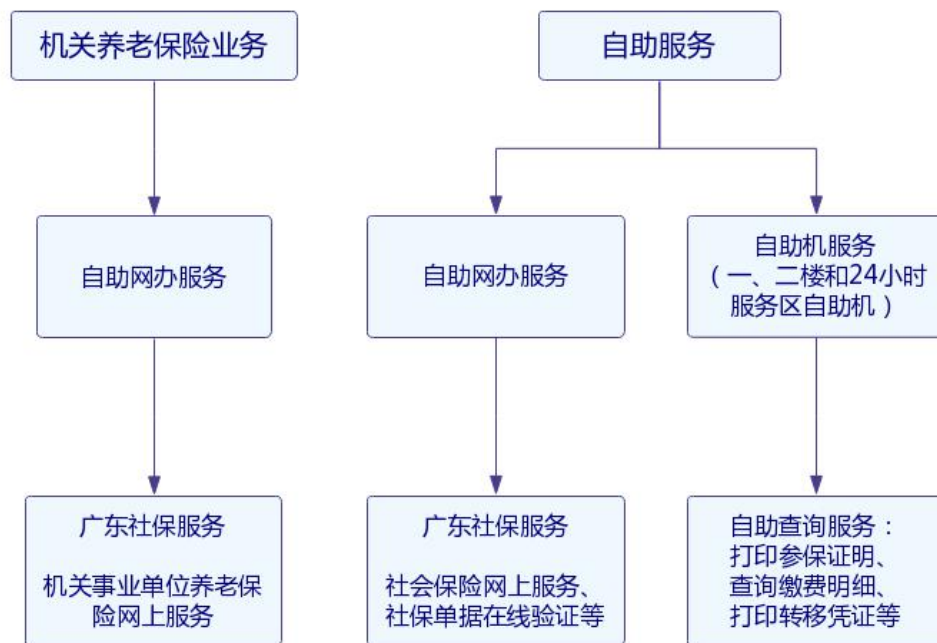 机关养老保险业务
自助服务
自助网办服务
自助网办服务
自助机服务
（一、二楼和24小时
服务区自助机）
广东社保服务
机关事业单位养老保
险网上服务
广东社保服务
社会保险网上服务、
社保单据在线验证等
自助查询服务：
打印参保证明、
查询缴费明细、
打印转移凭证等